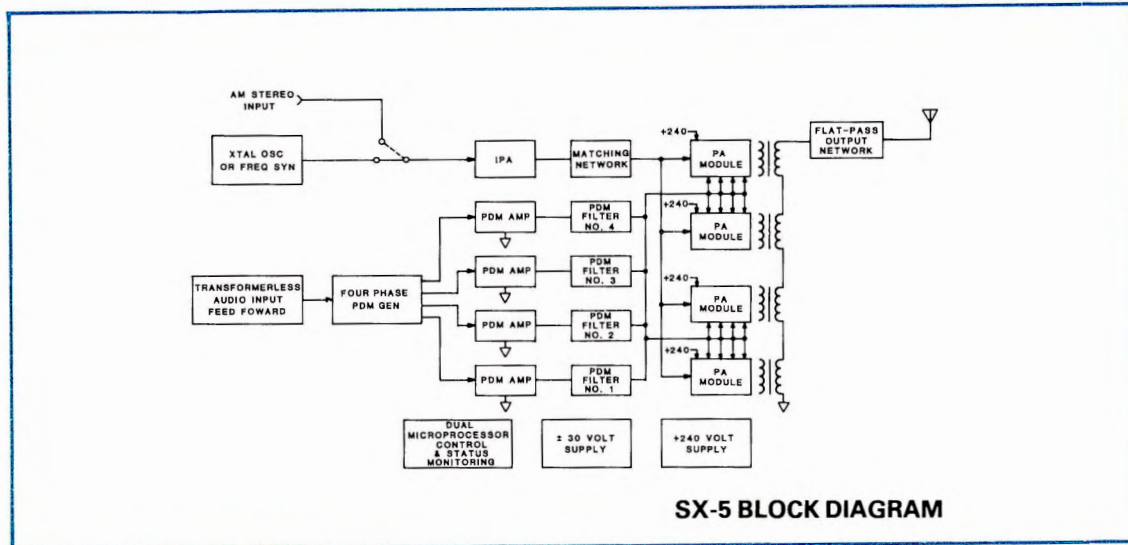 AM STEREO
INPUT
XTAL OSC
OR FREQ SYN
IPA
MATCHING
NETWORK
+240
PA
MODULE
FLAT-PASS
OUTPUT
NETWORK
PDM AMP
PDM
FILTER
NO. 4
+240
PA
MODULE
TRANSFORMERLESS
AUDIO INPUT
FEED FOWARD
FOUR PHASE
PDM GEN
PDM AMP
PDM
FILTER
NO. 3
+240
PA
MODULE
PDM AMP
PDM
FILTER
NO. 2
+240
PA
MODULE
PDM AMP
PDM
FILTER
NO. 1
DUAL
MICROPROCESSOR
CONTROL
& STATUS
MONITORING
± 30 VOLT
SUPPLY
+240 VOLT
SUPPLY
SX-5 BLOCK DIAGRAM